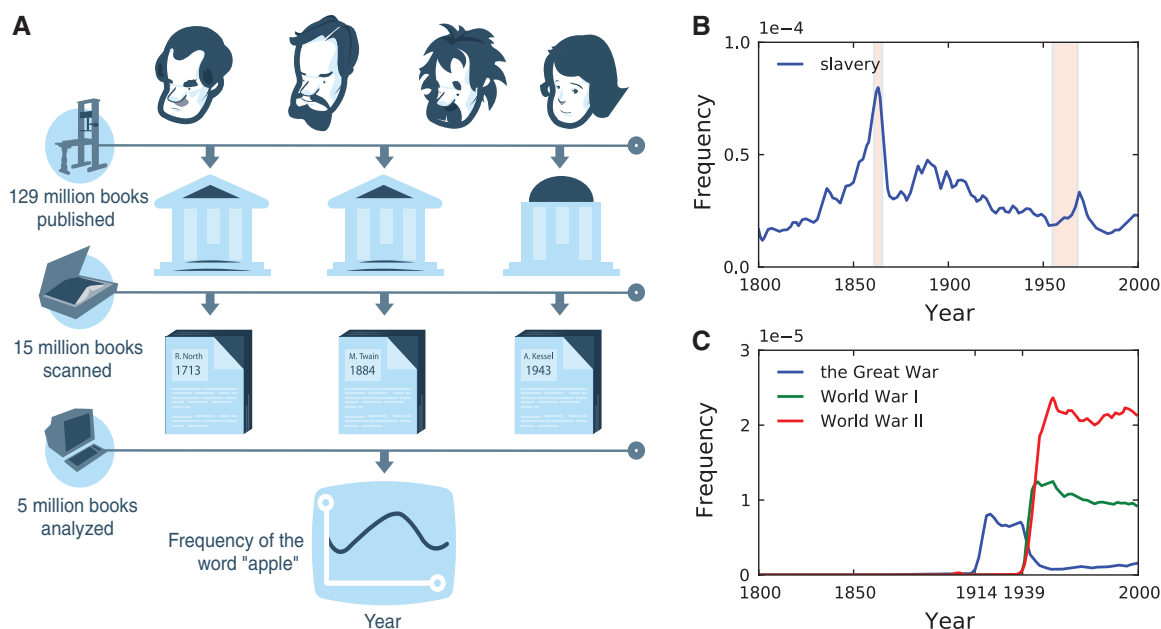 A
129 million books
published
15 million books
scanned
R. North
1713
M. Twain
1884
A. Kessel
1943
5 million books
analyzed
Frequency of the
word "apple"
Year
B
1e-4
1.0
0.5
0.0
Frequency
slavery
1800
1850
1900
1950
2000
Year
C
1e-5
3
2
1
0
Frequency
the Great War
World War I
World War II
1800
1850
1914
1939
2000
Year